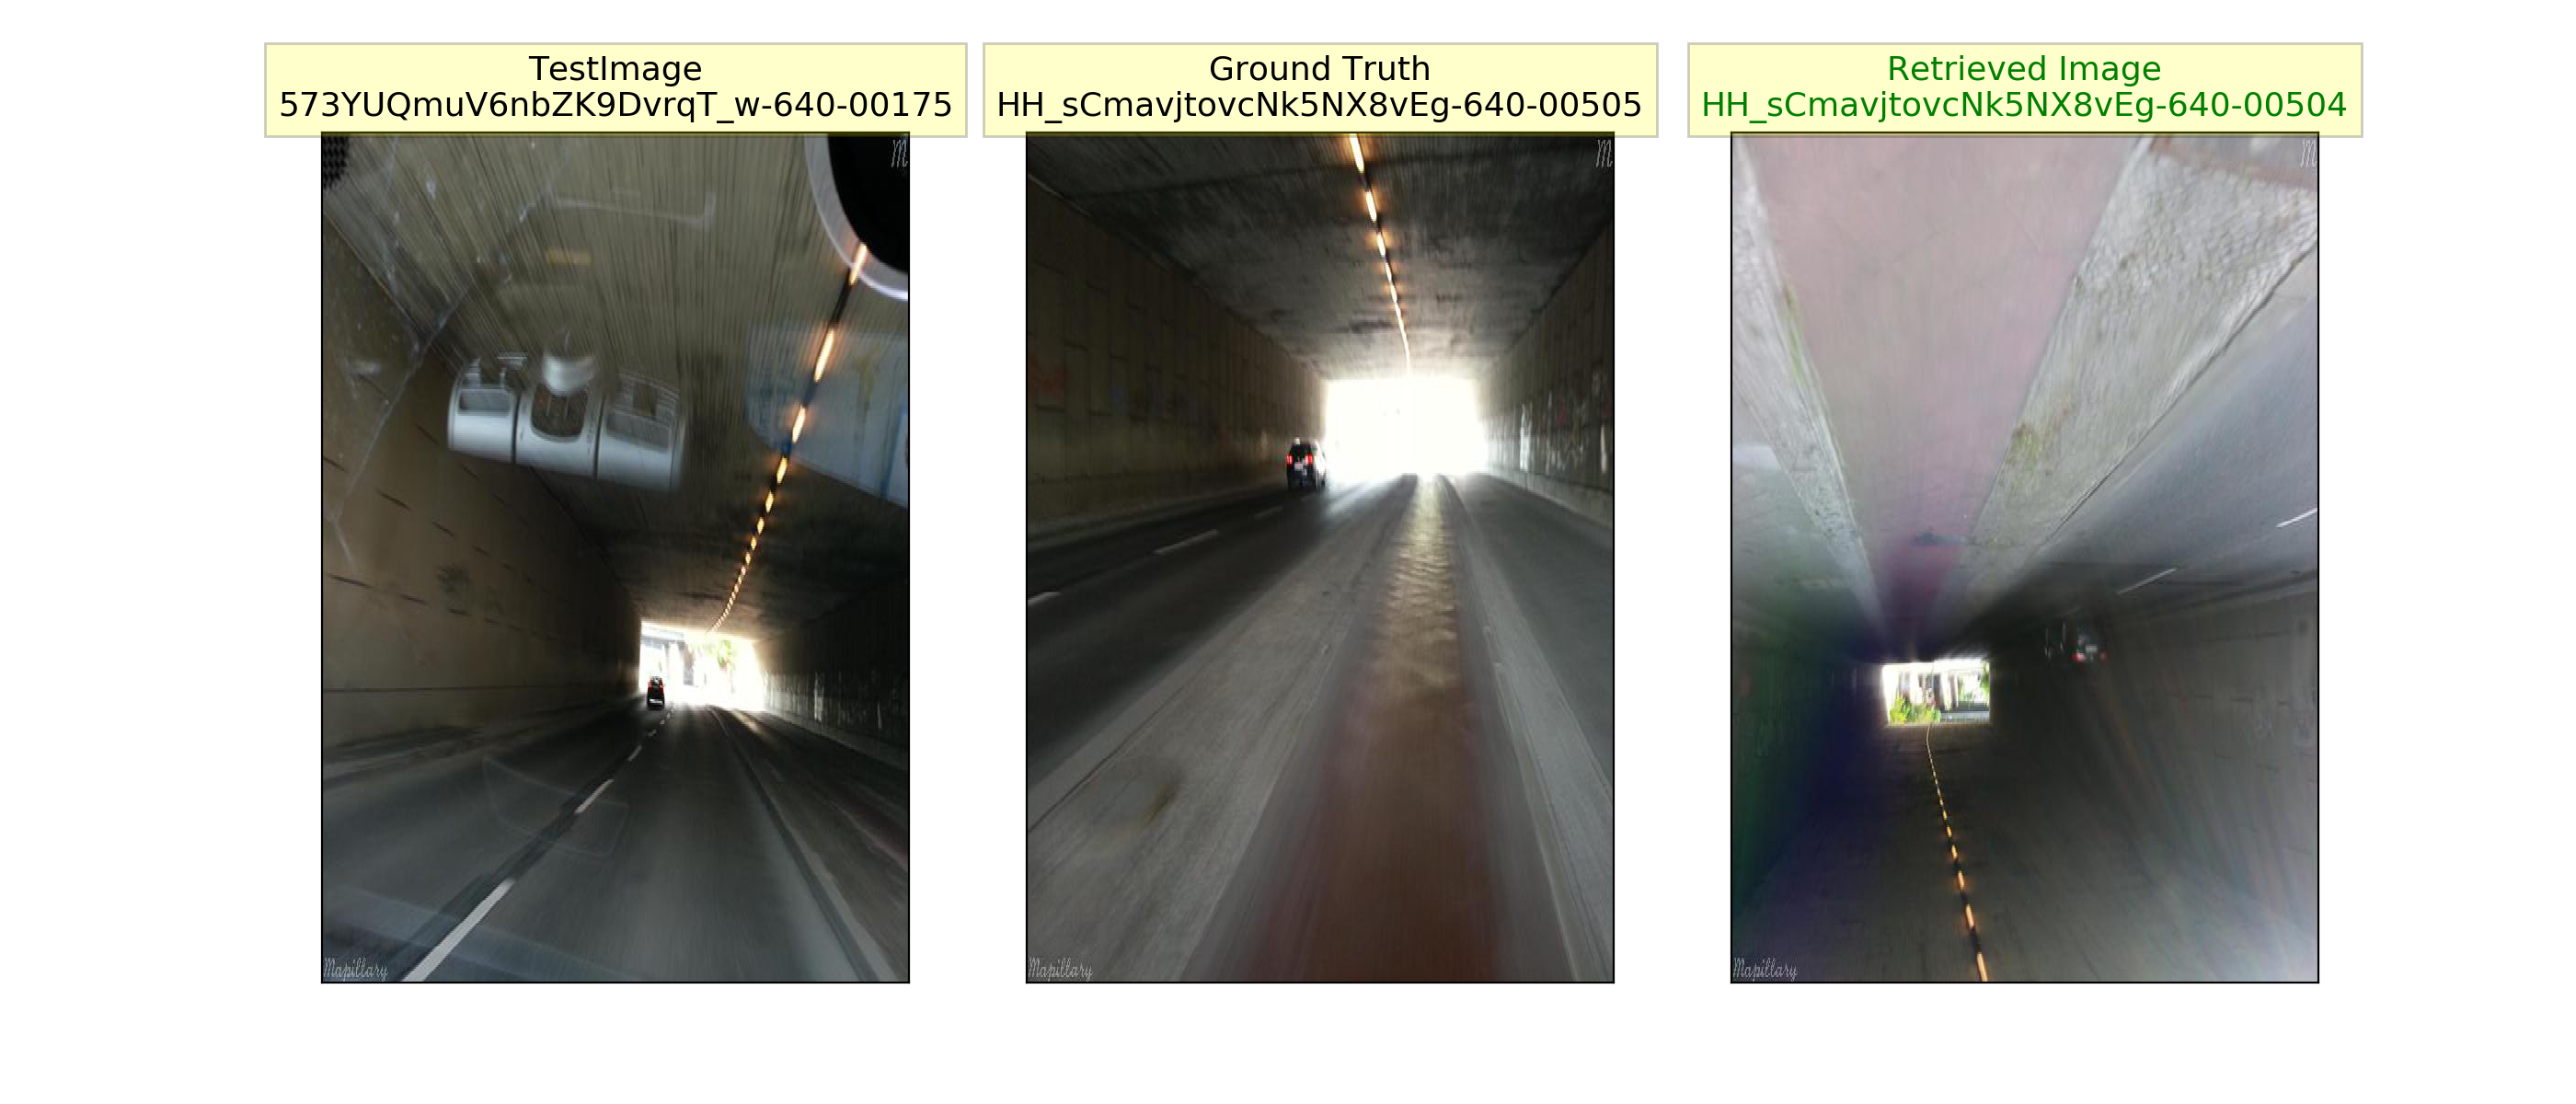 TestImage
573YUQmuV6nbZK9DvrqT_w-640-00175
Ground Truth
HH_sCmavjtovcNk5NX8vEg-640-00505
Retrieved Image
HH_sCmavjtovcNk5NX8vEg-640-00504
M
M
M
Mapillary
Mapillary
Mapillary